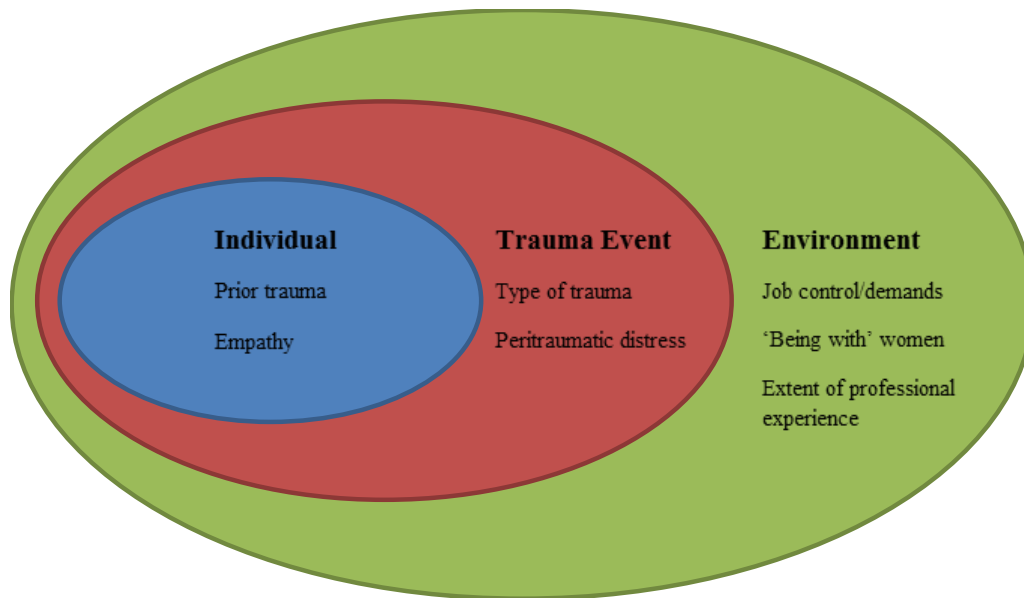 Individual
Prior trauma
Empathy
Trauma Event
Type of trauma
Peritraumatic distress
Environment
Job control/demands
‘Being with’ women
Extent of professional
experience